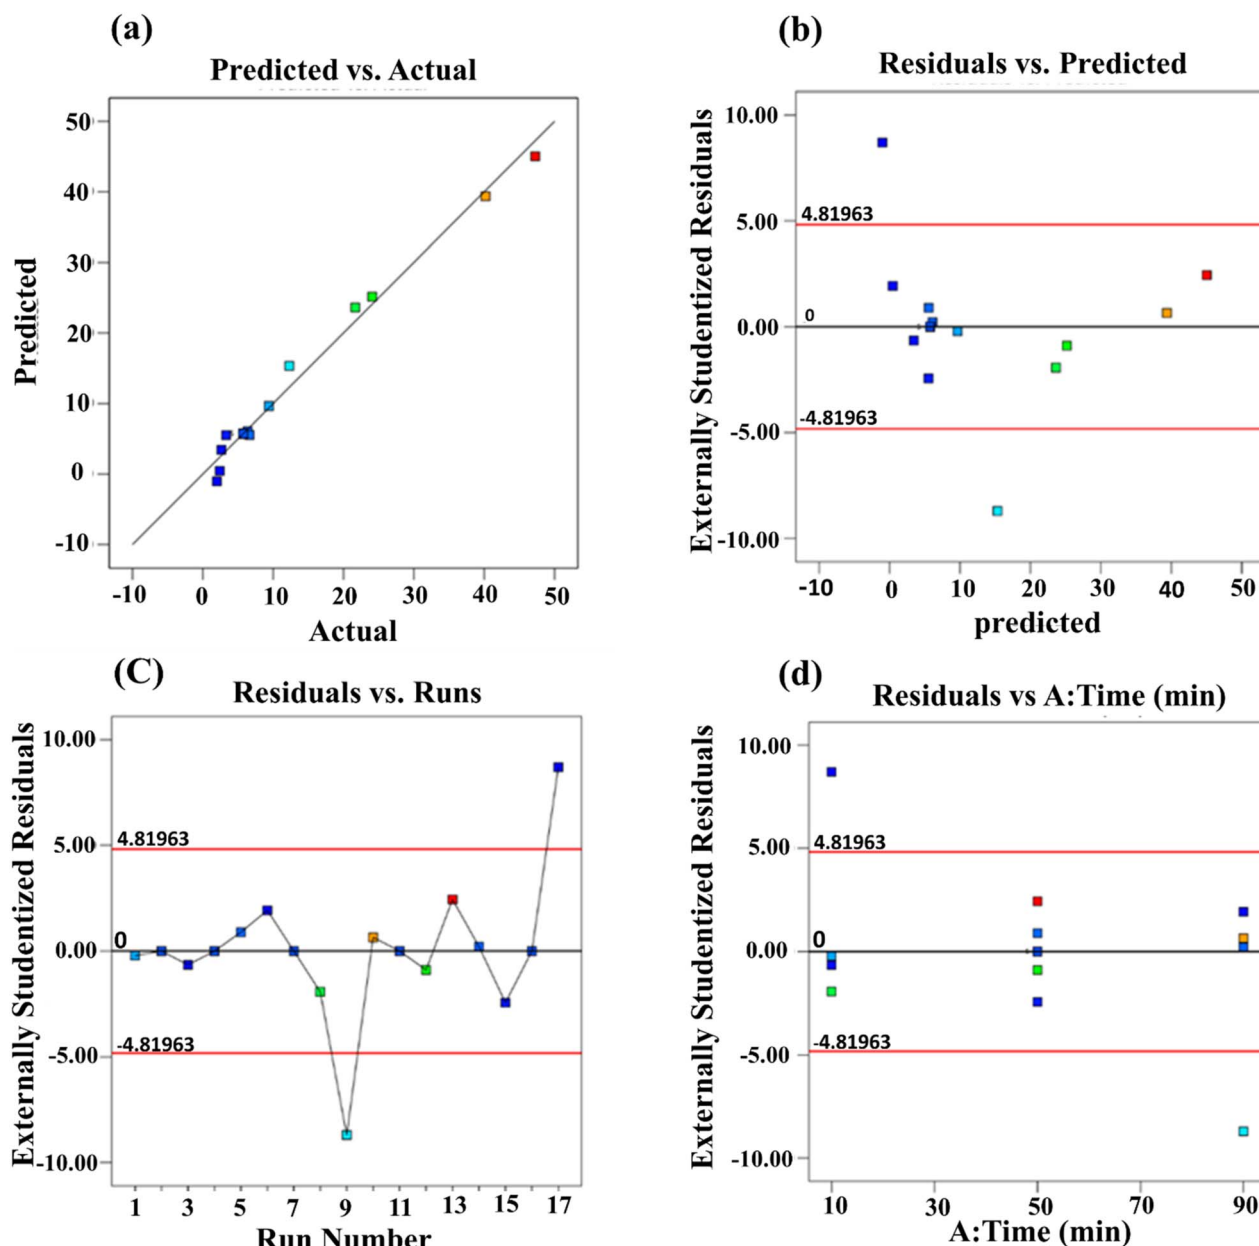 (a)
Predicted vs. Actual
50
40
30
20
10
0
-10
Predicted
-10 0 10 20 30 40 50
Actual
(b)
Residuals vs. Predicted
Externally Studentized Residuals
10.00
5.00
0.00
-5.00
-10.00
4.81963
0
-4.81963
-10 0 10 20 30 40 50
predicted
(C)
Residuals vs. Runs
Externally Studentized Residuals
10.00
5.00
0.00
-5.00
-10.00
4.81963
0
-4.81963
1 3 5 7 9 11 13 15 17
Run Number
(d)
Residuals vs A:Time (min)
Externally Studentized Residuals
10.00
5.00
0.00
-5.00
-10.00
4.81963
0
-4.81963
10 30 50 70 90
A:Time (min)